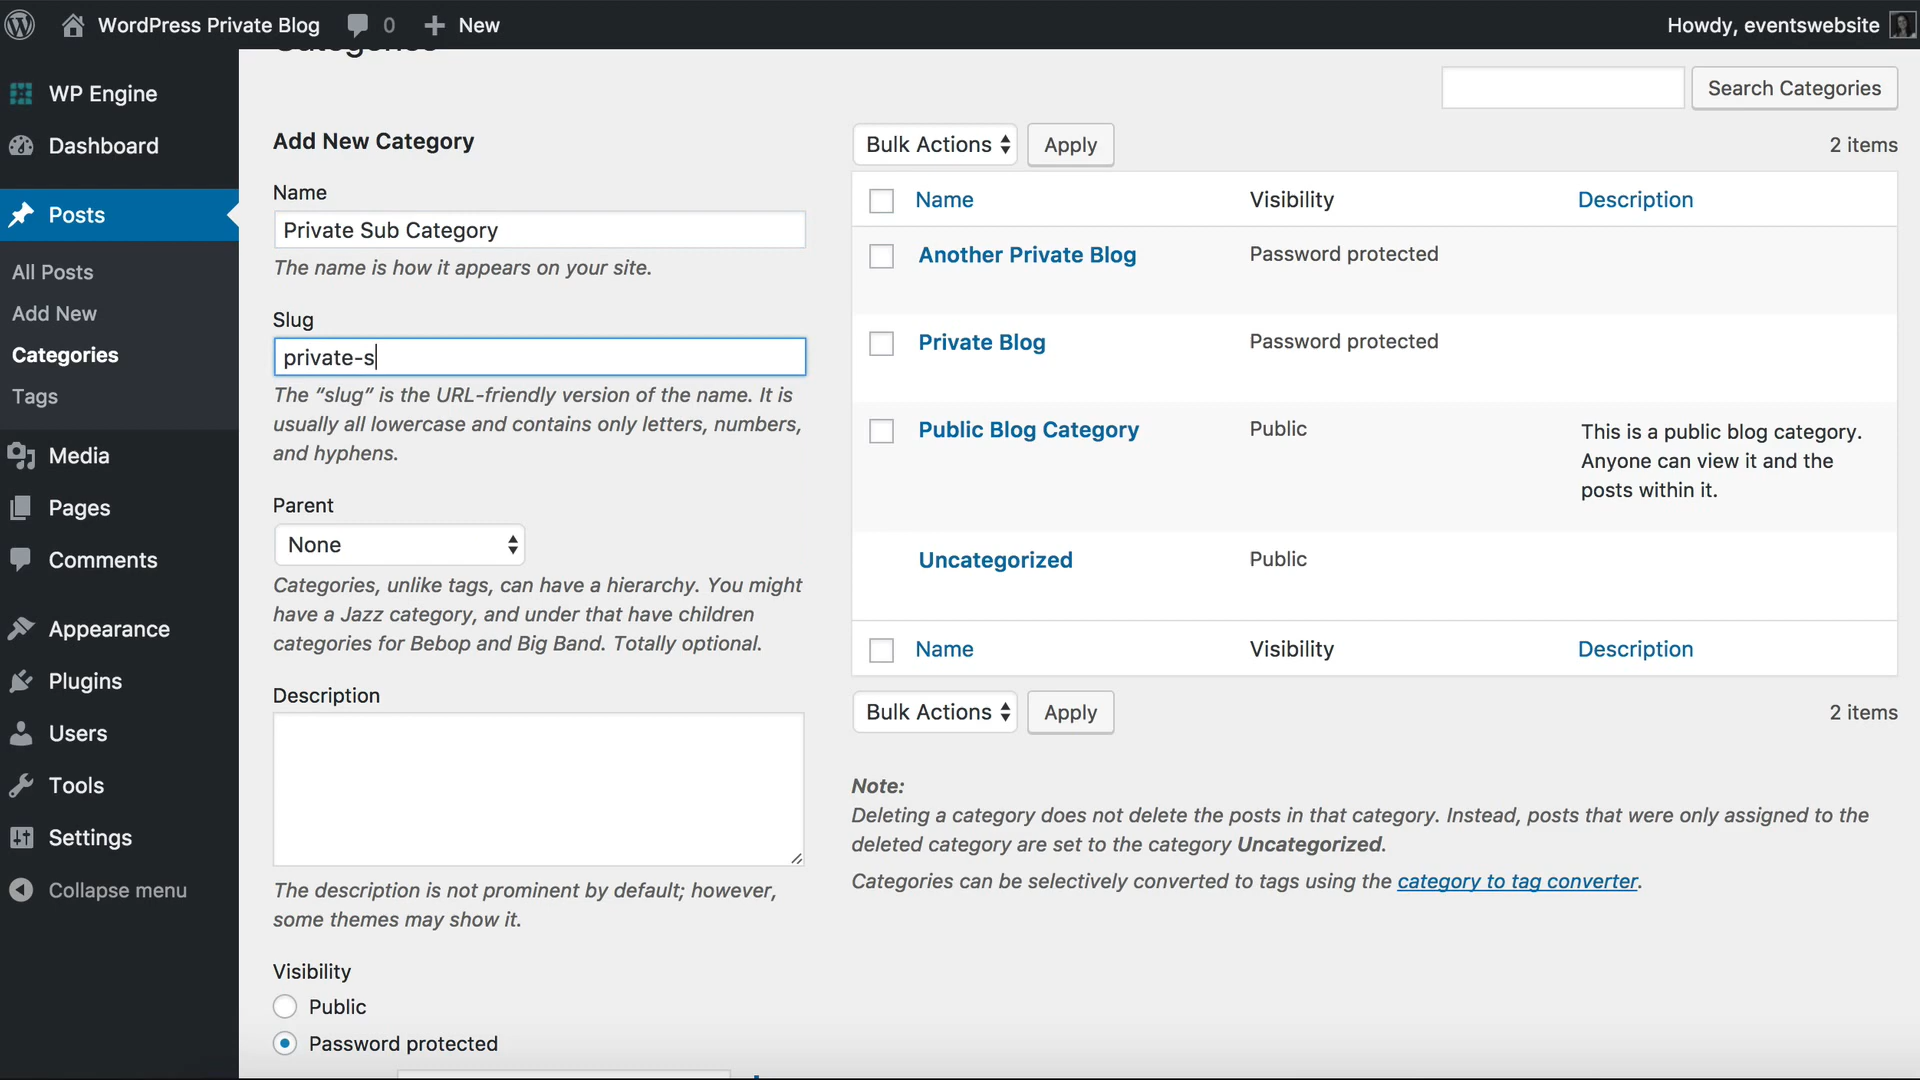 WordPress Private Blog 0 New Howdy, eventswebsite
Categories
WP Engine
Dashboard
Posts
All Posts
Add New
Categories
Tags
Media
Pages
Comments
Appearance
Plugins
Users
Tools
Settings
Collapse menu
Add New Category
Name
Private Sub Category
The name is how it appears on your site.
Slug
private-s
The “slug” is the URL-friendly version of the name. It is
usually all lowercase and contains only letters, numbers,
and hyphens.
Parent
None
Categories, unlike tags, can have a hierarchy. You might
have a Jazz category, and under that have children
categories for Bebop and Big Band. Totally optional.
Description
The description is not prominent by default; however,
some themes may show it.
Visibility
Public
Password protected
Search Categories
Bulk Actions Apply 2 items
Name Visibility Description
Another Private Blog Password protected
Private Blog Password protected
Public Blog Category Public This is a public blog category.
Anyone can view it and the
posts within it.
Uncategorized Public
Name Visibility Description
Bulk Actions Apply 2 items
Note:
Deleting a category does not delete the posts in that category. Instead, posts that were only assigned to the
deleted category are set to the category Uncategorized.
Categories can be selectively converted to tags using the category to tag converter.